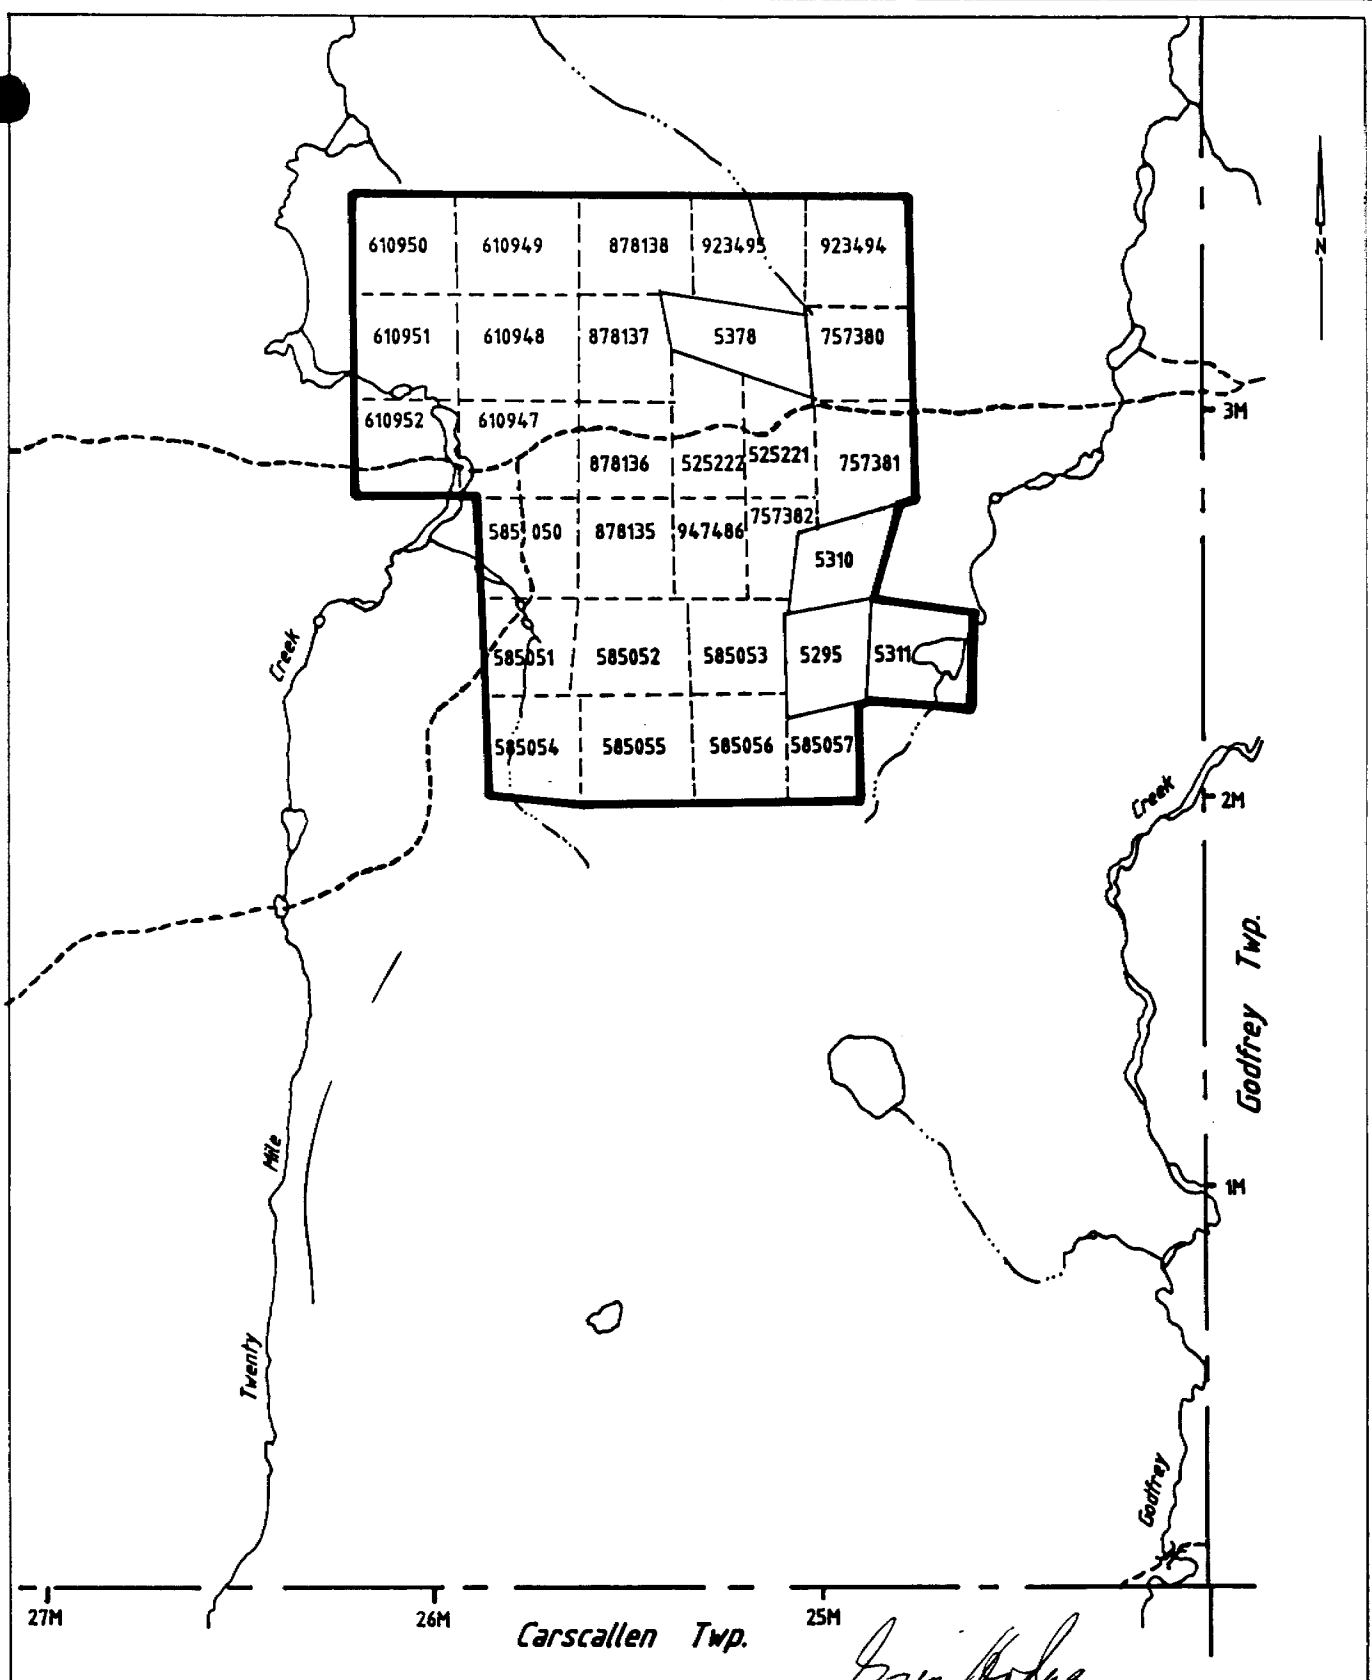 610950 610949 878138 923495 923494
N
610951 610948 878137 5378 757380
3M
610952 610947
878136 525222 525221 757381
585050 878135 947486 757382
5310
Creek
585051 585052 585053 5295 5311
585054 585055 585056 585057
Creek
2M
Godfrey Twp.
Mile
1M
Twenty
Godfrey
27M 26M 25M
Carscallen Twp.